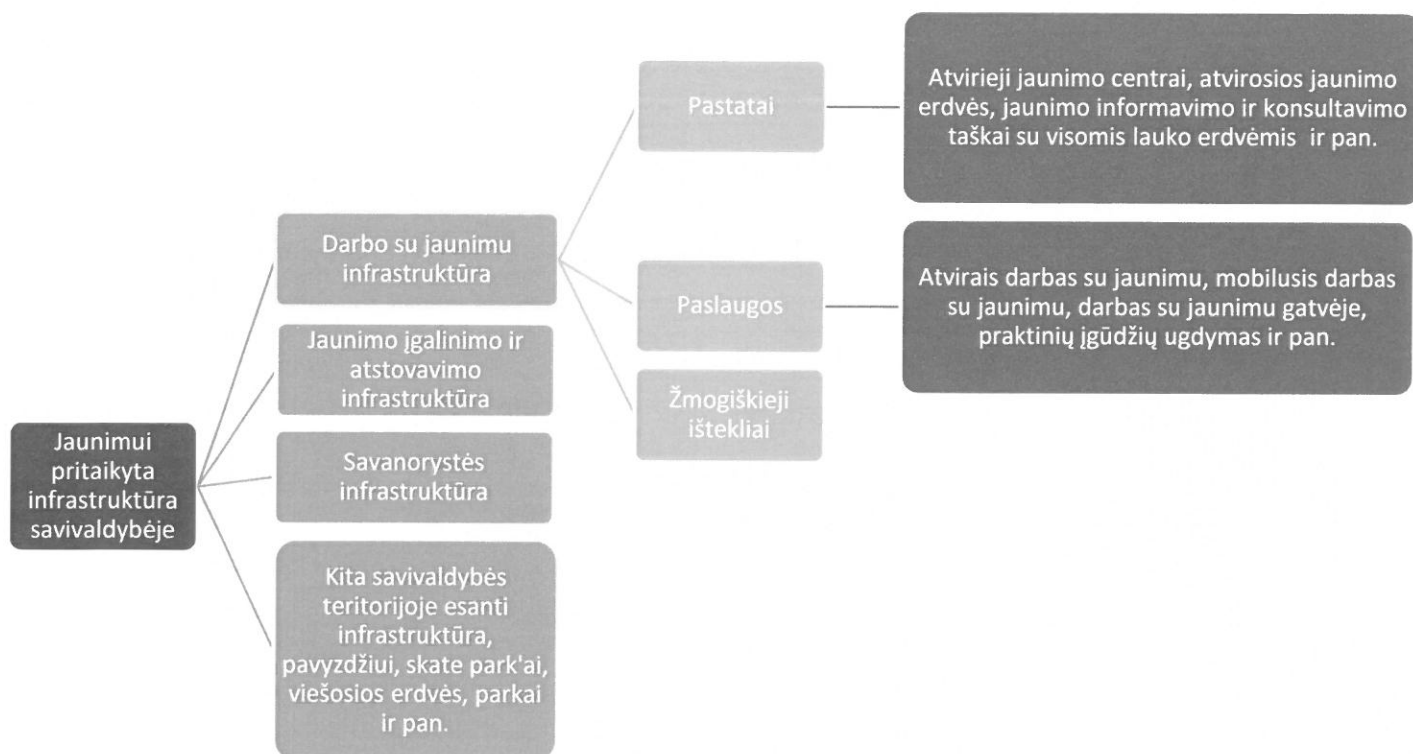 Jaunimui
pritaikyta
infrastruktūra
savivaldybėje
Darbo su jaunimu
infrastruktūra
Jaunimo įgalinimo ir
atstovavimo
infrastruktūra
Savanorystės
infrastruktūra
Kita savivaldybės
teritorijoje esanti
infrastruktūra,
pavyzdžiui, skate park'ai,
viešosios erdvės, parkai
ir pan.
Pastatai
Paslaugos
Žmogiškieji
ištekliai
Atvirieji jaunimo centrai, atvirosios jaunimo
erdvės, jaunimo informavimo ir konsultavimo
taškai su visomis lauko erdvėmis ir pan.
Atvirais darbas su jaunimu, mobilusis darbas
su jaunimu, darbas su jaunimu gatvėje,
praktinių įgūdžių ugdymas ir pan.